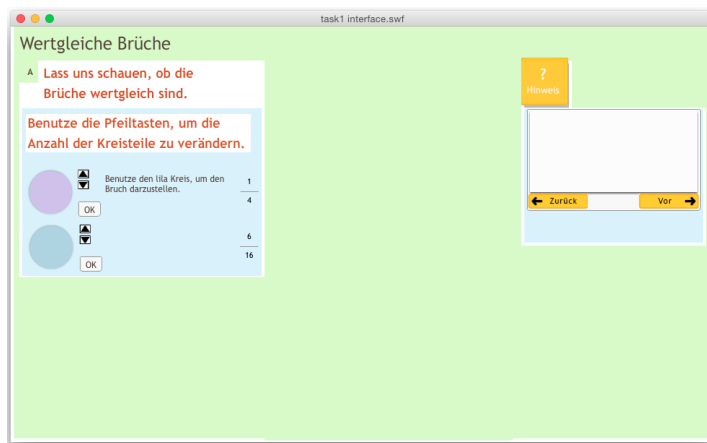 task1 interface.swf
Wertgleiche Brüche
A Lass uns schauen, ob die
Brüche wertgleich sind.
Benutze die Pfeiltasten, um die
Anzahl der Kreisteile zu verändern.
Benutze den lila Kreis, um den
Bruch darzustellen.
1
4
OK
6
16
OK
?
Hinweis
Zurück
Vor